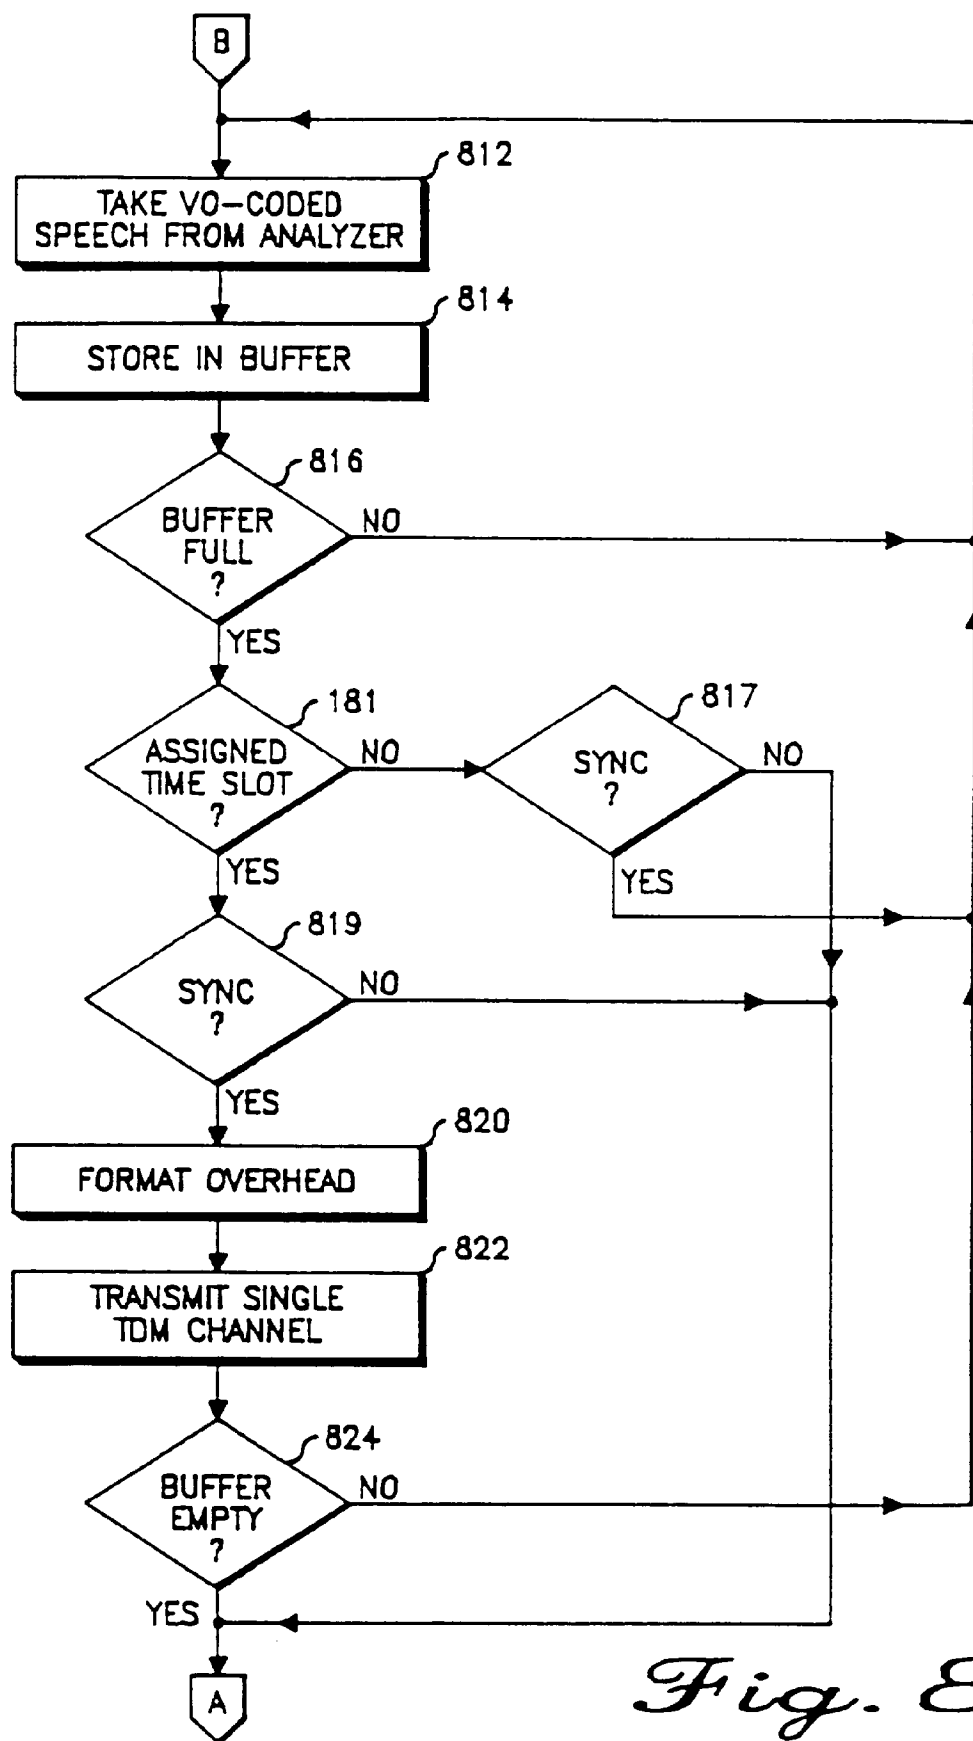 B
812
TAKE VO-CODED
SPEECH FROM ANALYZER
814
STORE IN BUFFER
816
BUFFER
FULL
?
NO
YES
181
ASSIGNED
TIME SLOT
?
NO
817
SYNC
?
NO
YES
YES
819
SYNC
?
NO
YES
820
FORMAT OVERHEAD
822
TRANSMIT SINGLE
TDM CHANNEL
824
BUFFER
EMPTY
?
NO
YES
A
Fig. 8